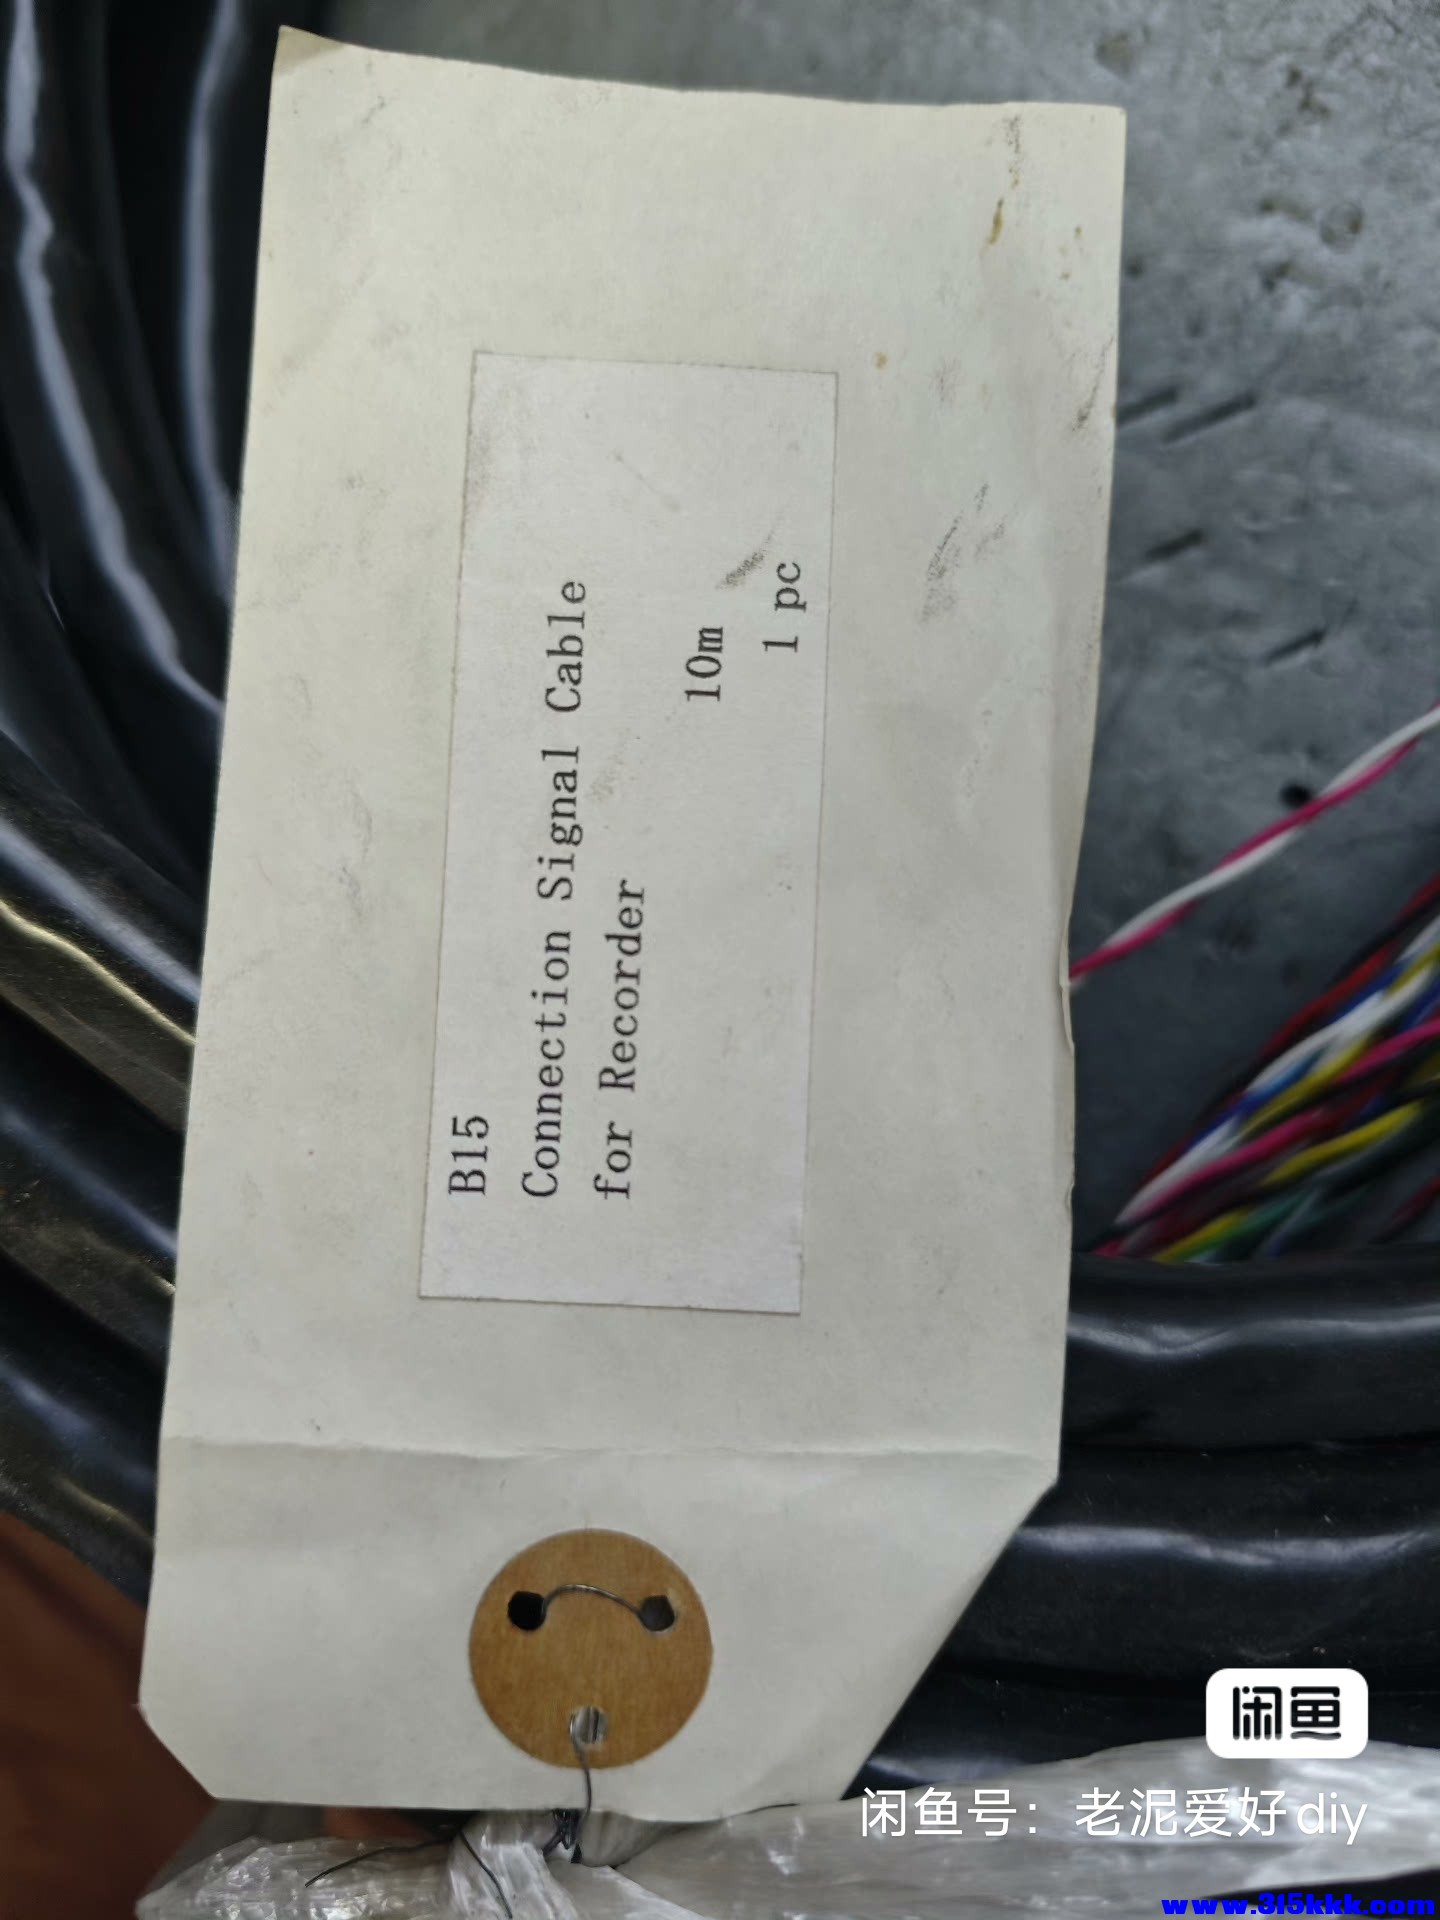 B15
Connection Signal Cable
for Recorder
10m
1 pc
闲鱼
闲鱼号：老泥爱好diy
www.315kkk.com